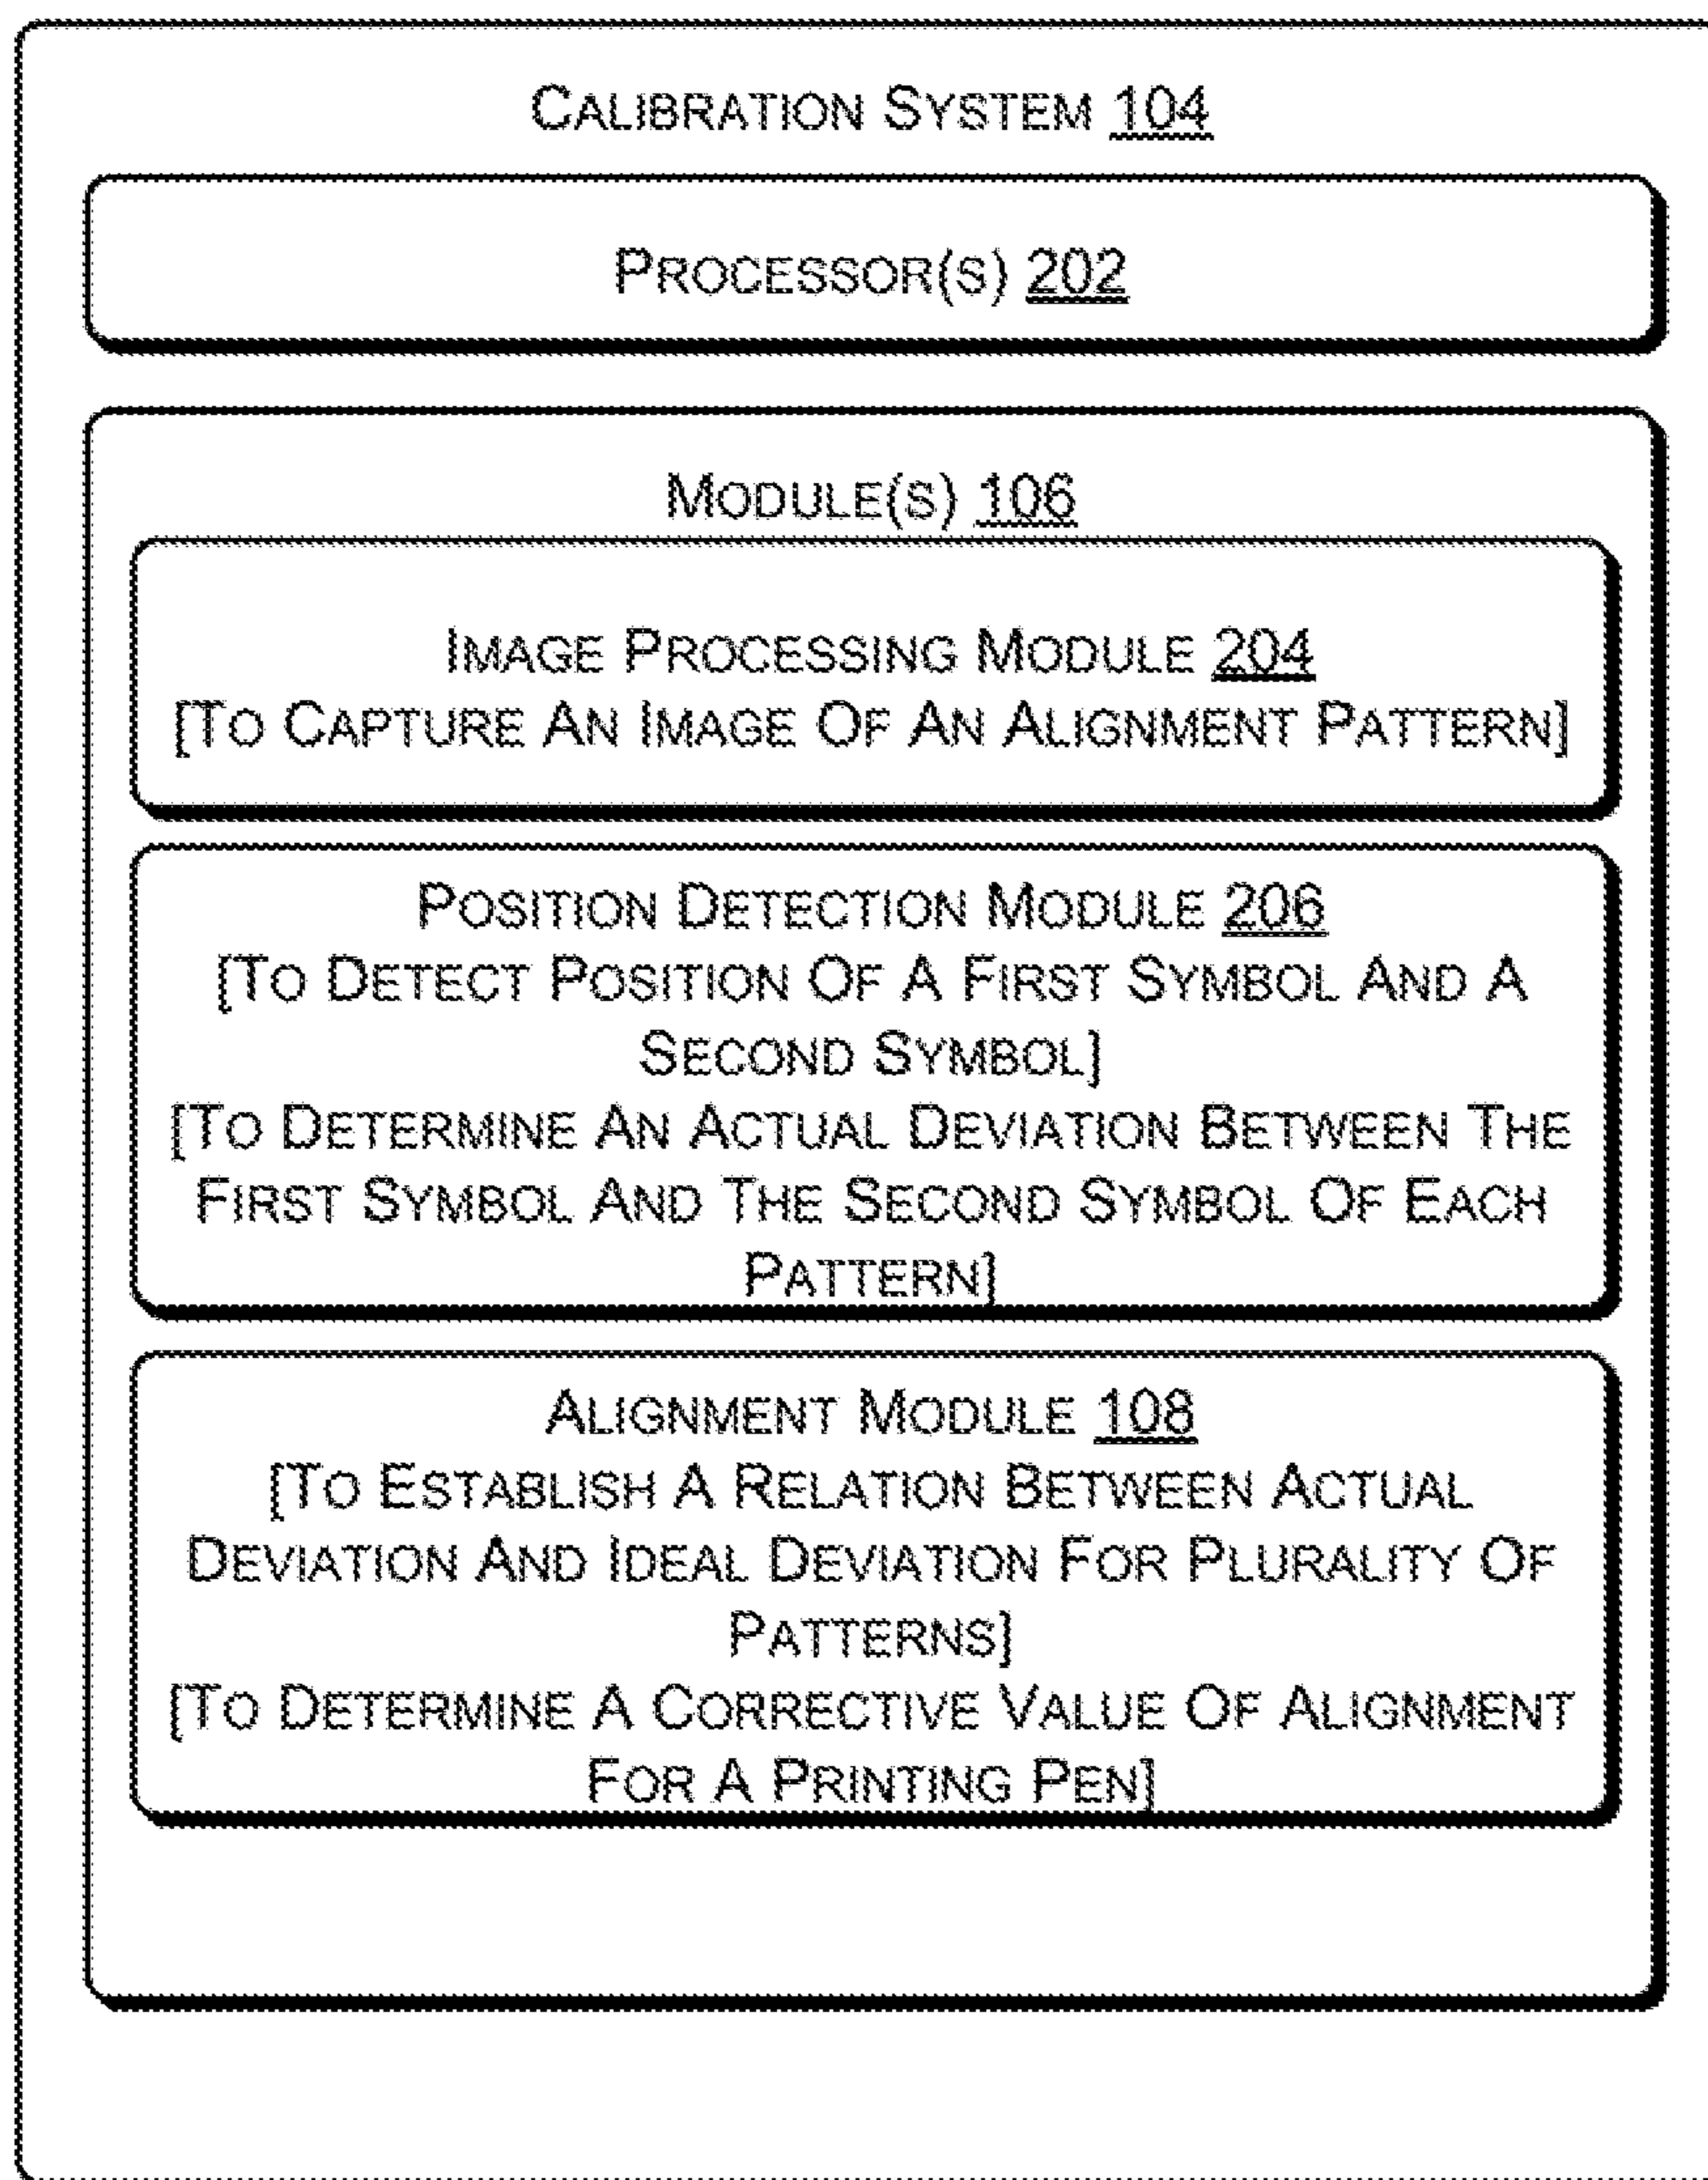 CALIBRATION SYSTEM 104
PROCESSOR(S) 202
MODULE(S) 106
IMAGE PROCESSING MODULE 204
[TO CAPTURE AN IMAGE OF AN ALIGNMENT PATTERN]
POSITION DETECTION MODULE 206
[TO DETECT POSITION OF A FIRST SYMBOL AND A
SECOND SYMBOL]
[TO DETERMINE AN ACTUAL DEVIATION BETWEEN THE
FIRST SYMBOL AND THE SECOND SYMBOL OF EACH
PATTERN]
ALIGNMENT MODULE 108
[TO ESTABLISH A RELATION BETWEEN ACTUAL
DEVIATION AND IDEAL DEVIATION FOR PLURALITY OF
PATTERNS]
[TO DETERMINE A CORRECTIVE VALUE OF ALIGNMENT
FOR A PRINTING PEN]